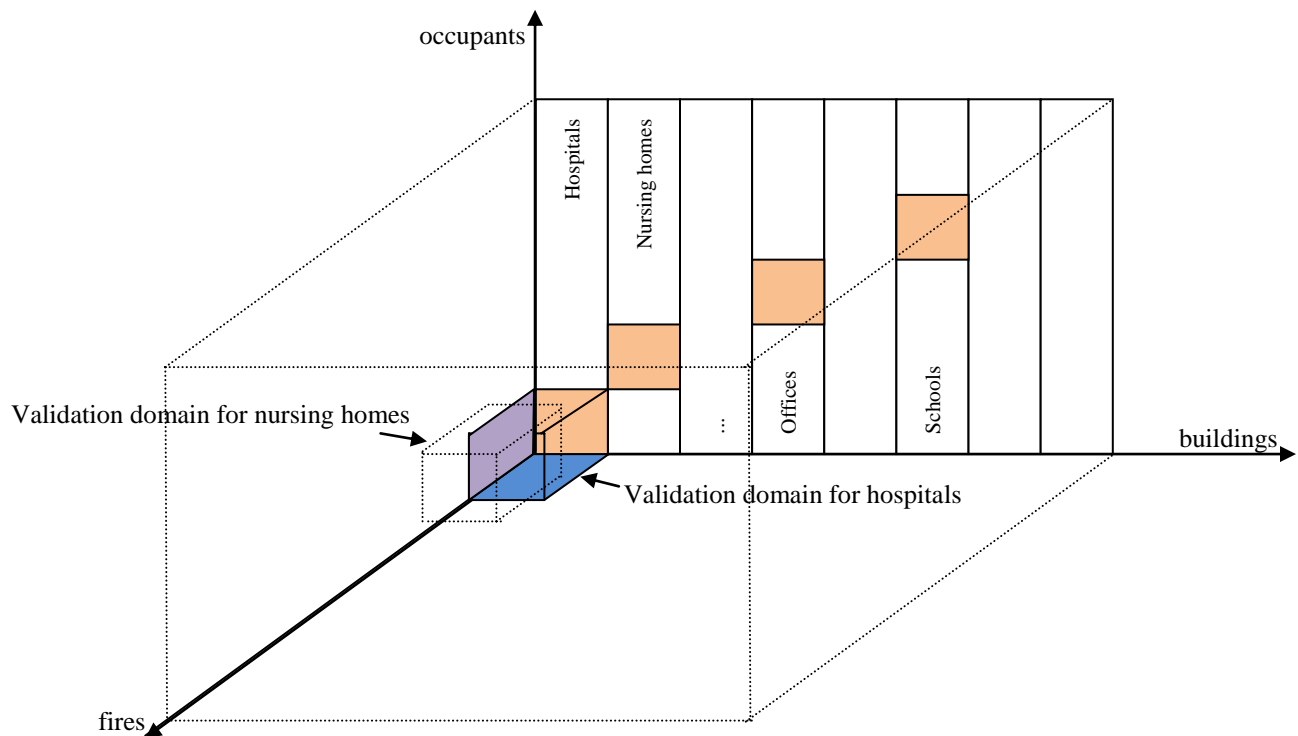 occupants
Hospitals
Nursing homes
...
Offices
Schools
buildings
Validation domain for nursing homes
Validation domain for hospitals
fires